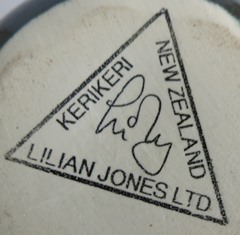 KERIKERI
NEW ZEALAND
LILIAN JONES LTD